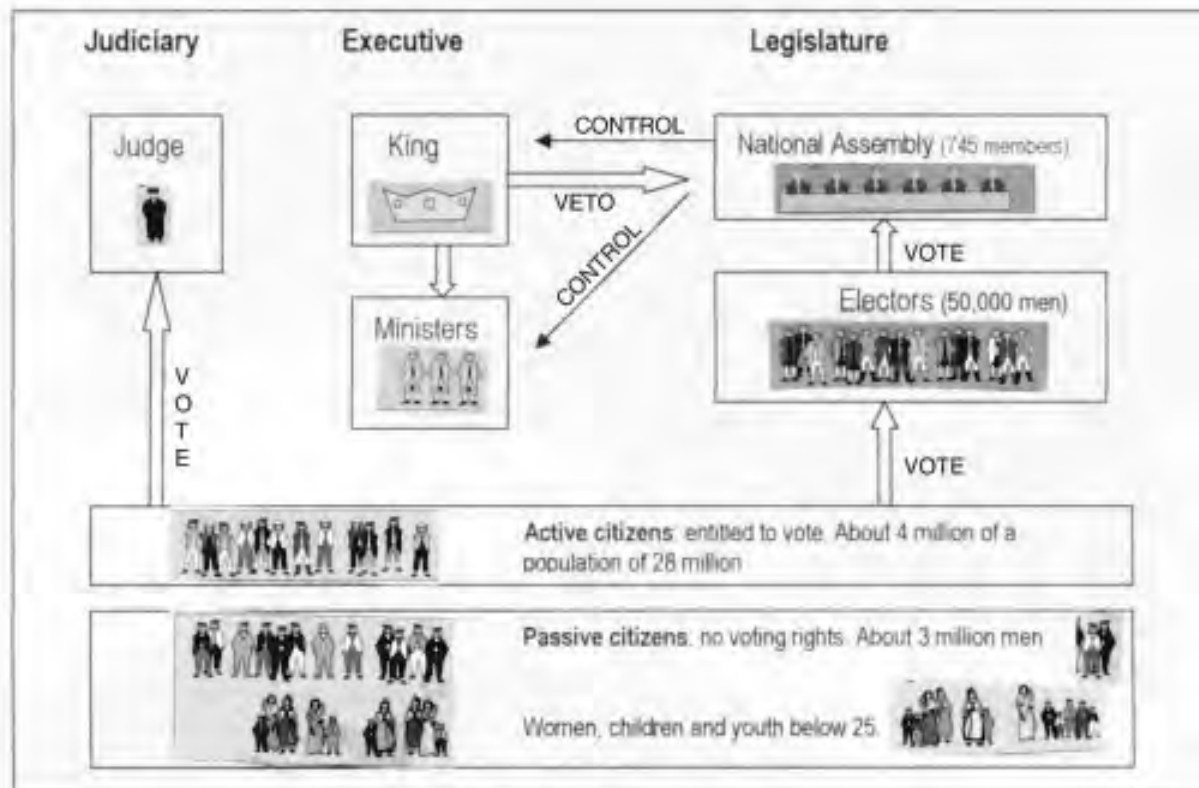 Judiciary
Executive
Legislature
Judge
King
CONTROL
VETO
National Assembly (745 members)
CONTROL
VOTE
Ministers
Electors (50,000 men)
VOTE
VOTE
Active citizens: entitled to vote. About 4 million of a
population of 28 million
Passive citizens: no voting rights. About 3 million men
Women, children and youth below 25.